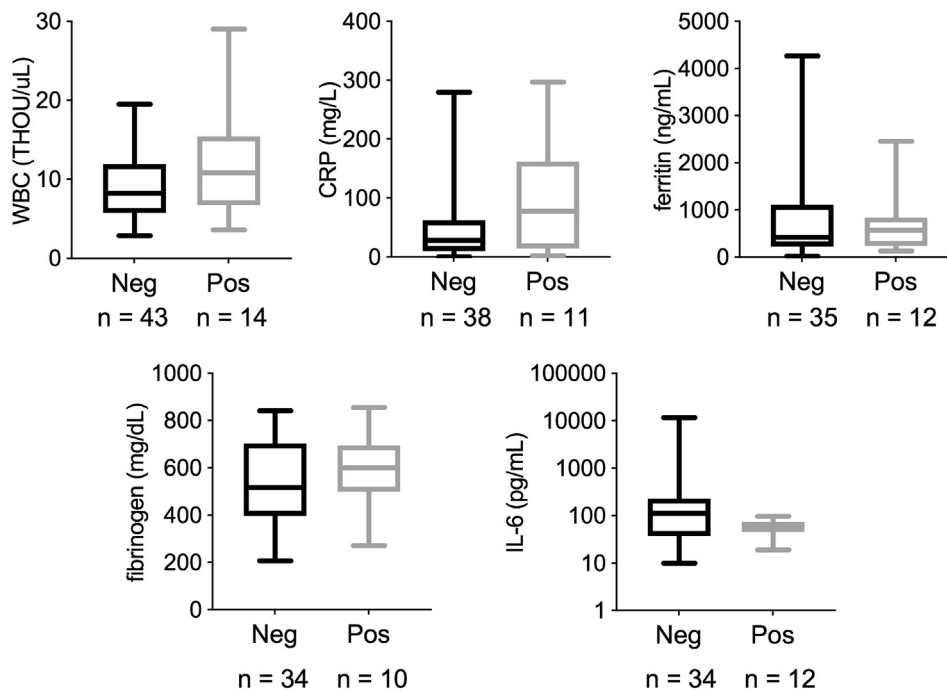 WBC (THOU/uL)
30
20
10
0
Neg Pos
n = 43 n = 14
CRP (mg/L)
400
300
200
100
0
Neg Pos
n = 38 n = 11
ferritin (ng/mL)
5000
4000
3000
2000
1000
0
Neg Pos
n = 35 n = 12
fibrinogen (mg/dL)
1000
800
600
400
200
0
Neg Pos
n = 34 n = 10
IL-6 (pg/mL)
100000
10000
1000
100
10
1
Neg Pos
n = 34 n = 12